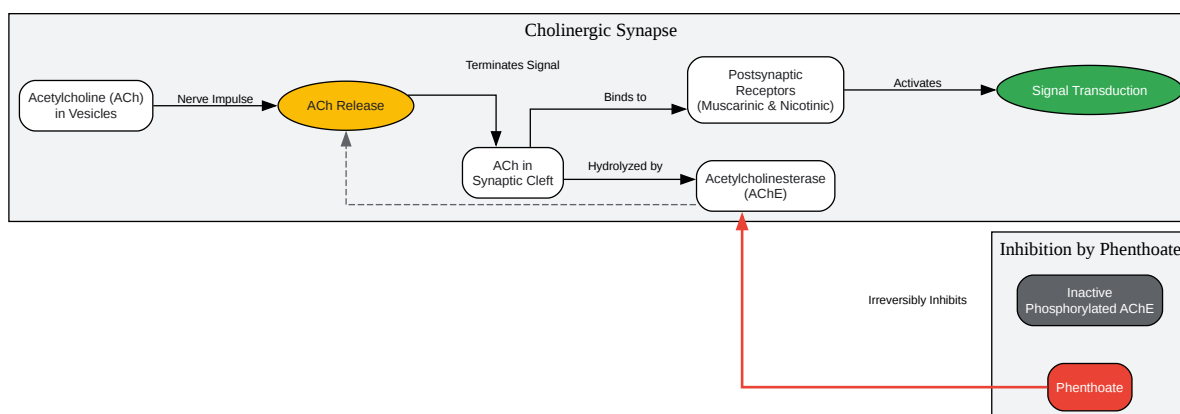 Cholinergic Synapse
Terminates Signal
Acetylcholine (ACh)
in Vesicles
Nerve Impulse
ACh Release
Binds to
Postsynaptic
Receptors
(Muscarinic & Nicotinic)
Activates
Signal Transduction
ACh in
Synaptic Cleft
Hydrolyzed by
Acetylcholinesterase
(AChE)
Inhibition by Phenthoate
Irreversibly Inhibits
Inactive
Phosphorylated AChE
Phenthoate